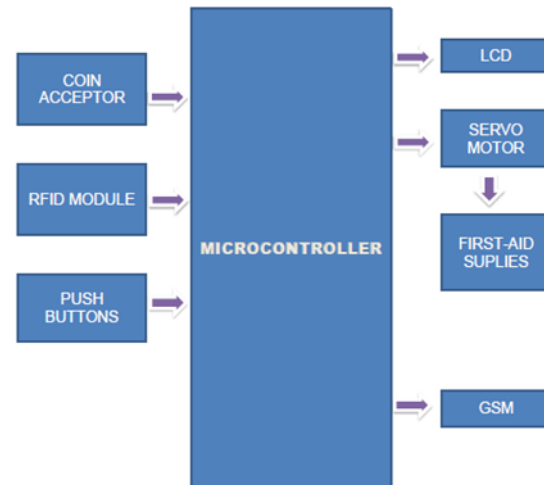 COIN
ACCEPTOR
RFID MODULE
PUSH
BUTTONS
MICROCONTROLLER
LCD
SERVO
MOTOR
FIRST-AID
SUPLIES
GSM